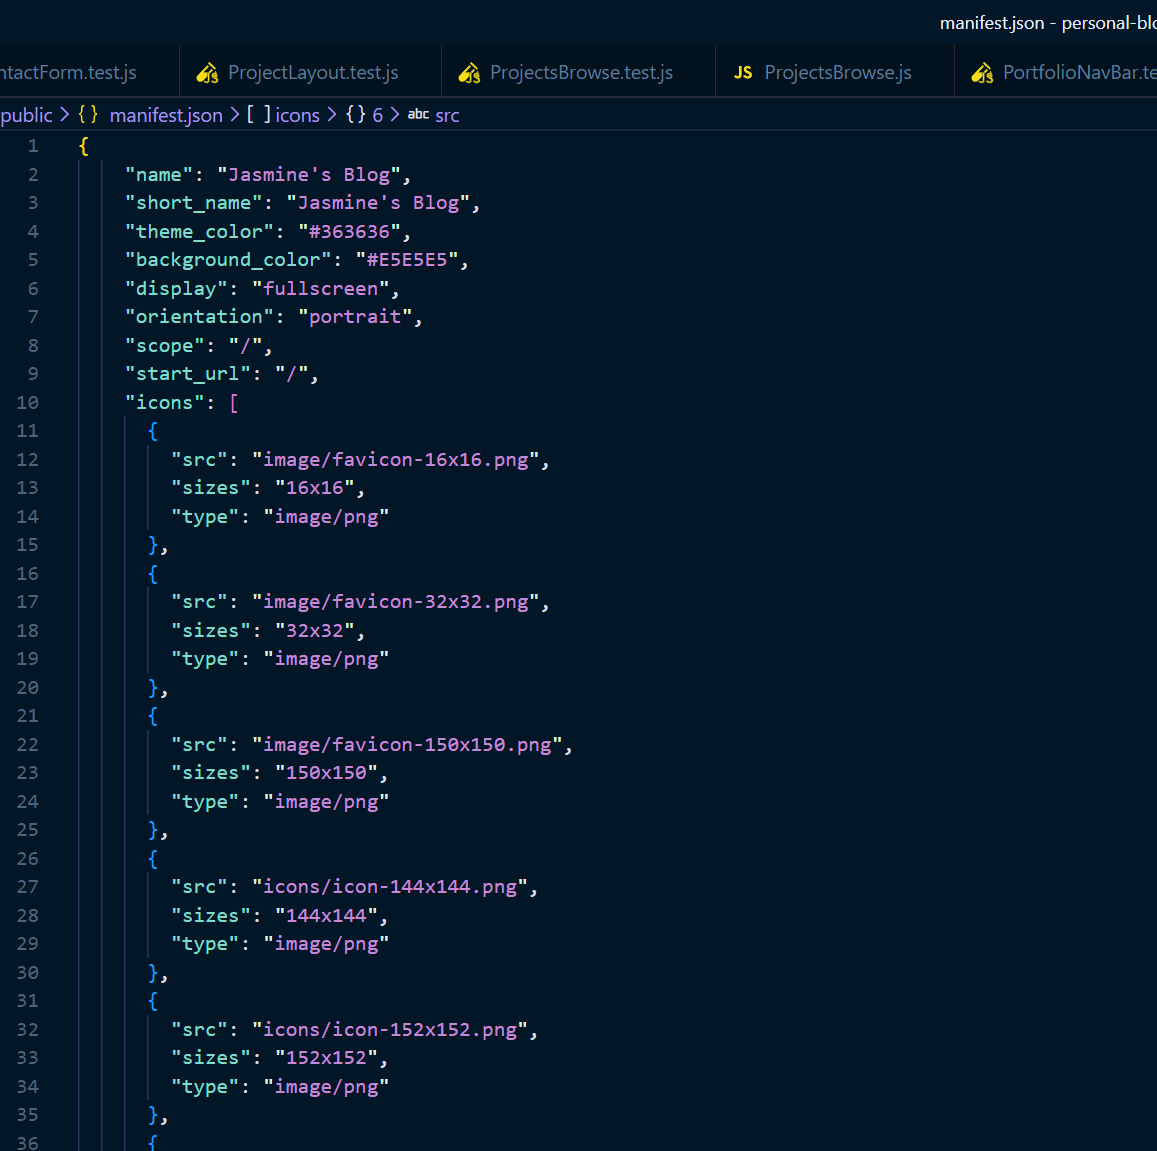 manifest.json - personal-blo
ntactForm.test.js ProjectLayout.test.js ProjectsBrowse.test.js JS ProjectsBrowse.js PortfolioNavBar.te
public > {} manifest.json > [ ] icons > {} 6 > abc src
1 {
2 "name": "Jasmine's Blog",
3 "short_name": "Jasmine's Blog",
4 "theme_color": "#363636",
5 "background_color": "#E5E5E5",
6 "display": "fullscreen",
7 "orientation": "portrait",
8 "scope": "/",
9 "start_url": "/",
10 "icons": [
11 {
12 "src": "image/favicon-16x16.png",
13 "sizes": "16x16",
14 "type": "image/png"
15 },
16 {
17 "src": "image/favicon-32x32.png",
18 "sizes": "32x32",
19 "type": "image/png"
20 },
21 {
22 "src": "image/favicon-150x150.png",
23 "sizes": "150x150",
24 "type": "image/png"
25 },
26 {
27 "src": "icons/icon-144x144.png",
28 "sizes": "144x144",
29 "type": "image/png"
30 },
31 {
32 "src": "icons/icon-152x152.png",
33 "sizes": "152x152",
34 "type": "image/png"
35 },
36 {